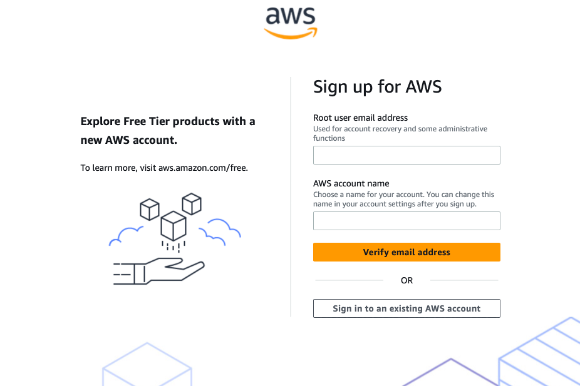 aws
Explore Free Tier products with a
new AWS account.
To learn more, visit aws.amazon.com/free.
Sign up for AWS
Root user email address
Used for account recovery and some administrative
functions
AWS account name
Choose a name for your account. You can change this
name in your account settings after you sign up.
Verify email address
OR
Sign in to an existing AWS account